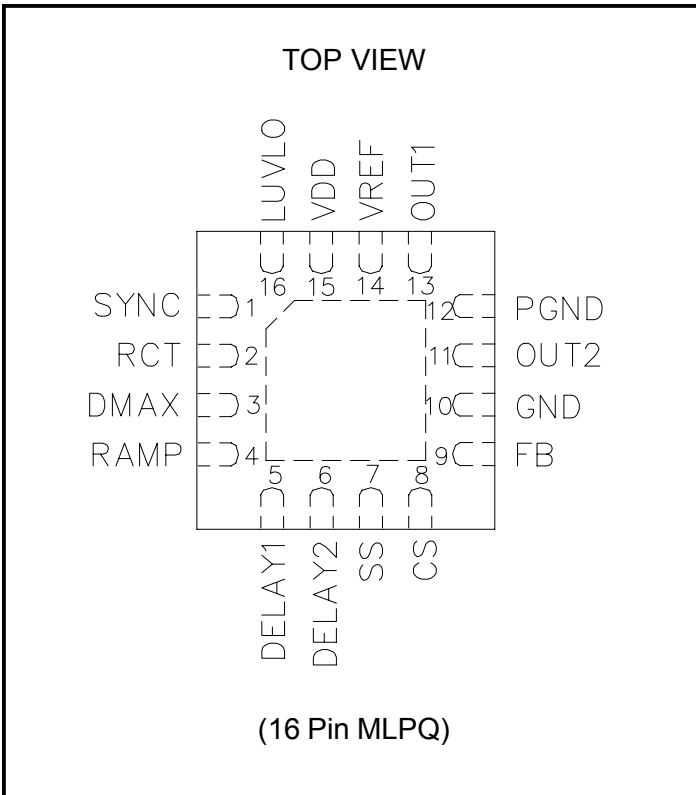 TOP VIEW
LUVLO
VDD
VREF
OUT1
16
15
14
13
SYNC 1
RCT 2
DMAX 3
RAMP 4
12 PGND
11 OUT2
10 GND
9 FB
5
6
7
8
DELAY1
DELAY2
SS
CS
(16 Pin MLPQ)